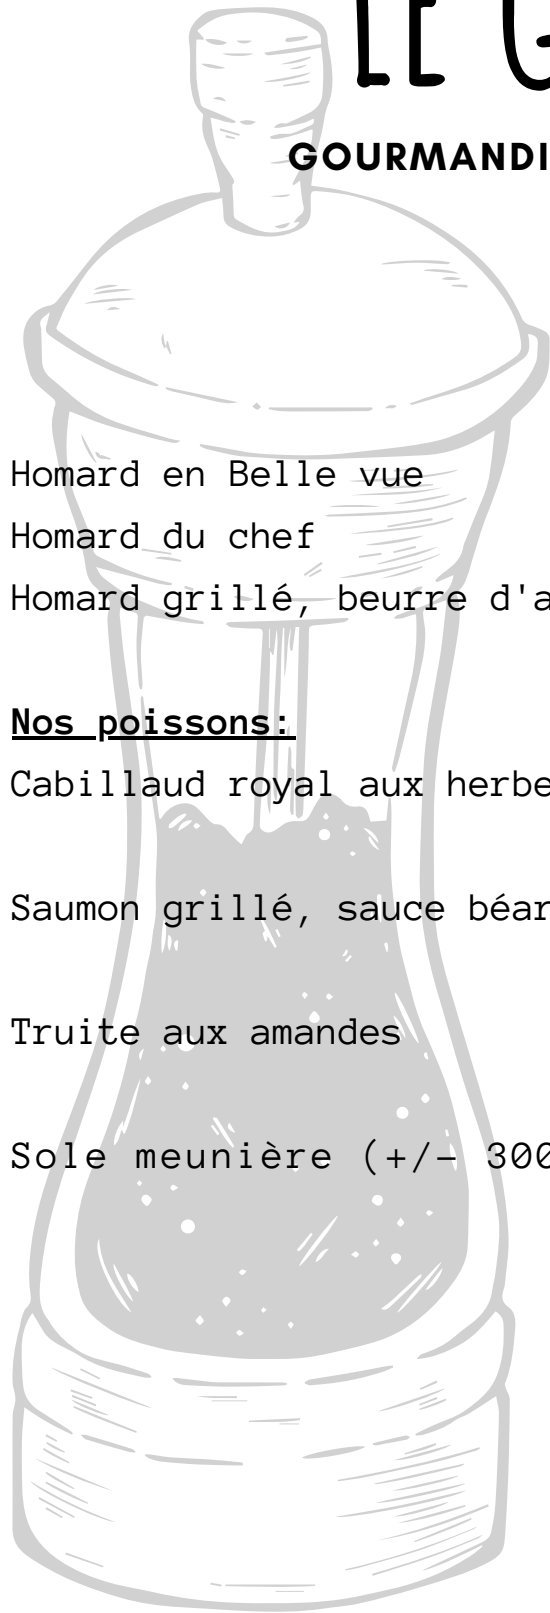 LE G
GOURMANDI
Homard en Belle vue
Homard du chef
Homard grillé, beurre d'a
Nos poissons:
Cabillaud royal aux herbe
Saumon grillé, sauce béar
Truite aux amandes
Sole meunière (+/- 300